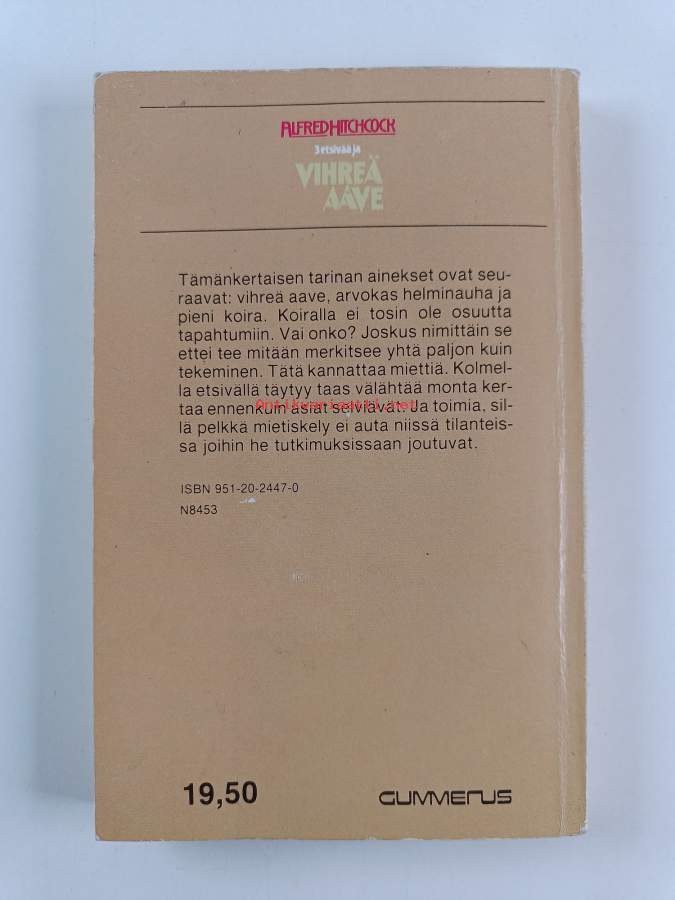 ALFRED HITCHCOCK
3 etsivää ja
VIHREÄ
AAVE
Tämänkertaisen tarinan ainekset ovat seu-
raavat: vihreä aave, arvokas helminauha ja
pieni koira. Koiralla ei tosin ole osuutta
tapahtumiin. Vai onko? Joskus nimittäin se
ettei tee mitään merkitsee yhtä paljon kuin
tekeminen. Tätä kannattaa miettiä. Kolmel-
la etsivällä täytyy taas välähtää monta ker-
taa ennenkuin asiat selviävät. Ja toimia, sil-
Antikvariaatti.net
lä pelkkä mietiskely ei auta niissä tilanteis-
sa joihin he tutkimuksissaan joutuvat.
ISBN 951-20-2447-0
N8453
19,50
GUMMERUS